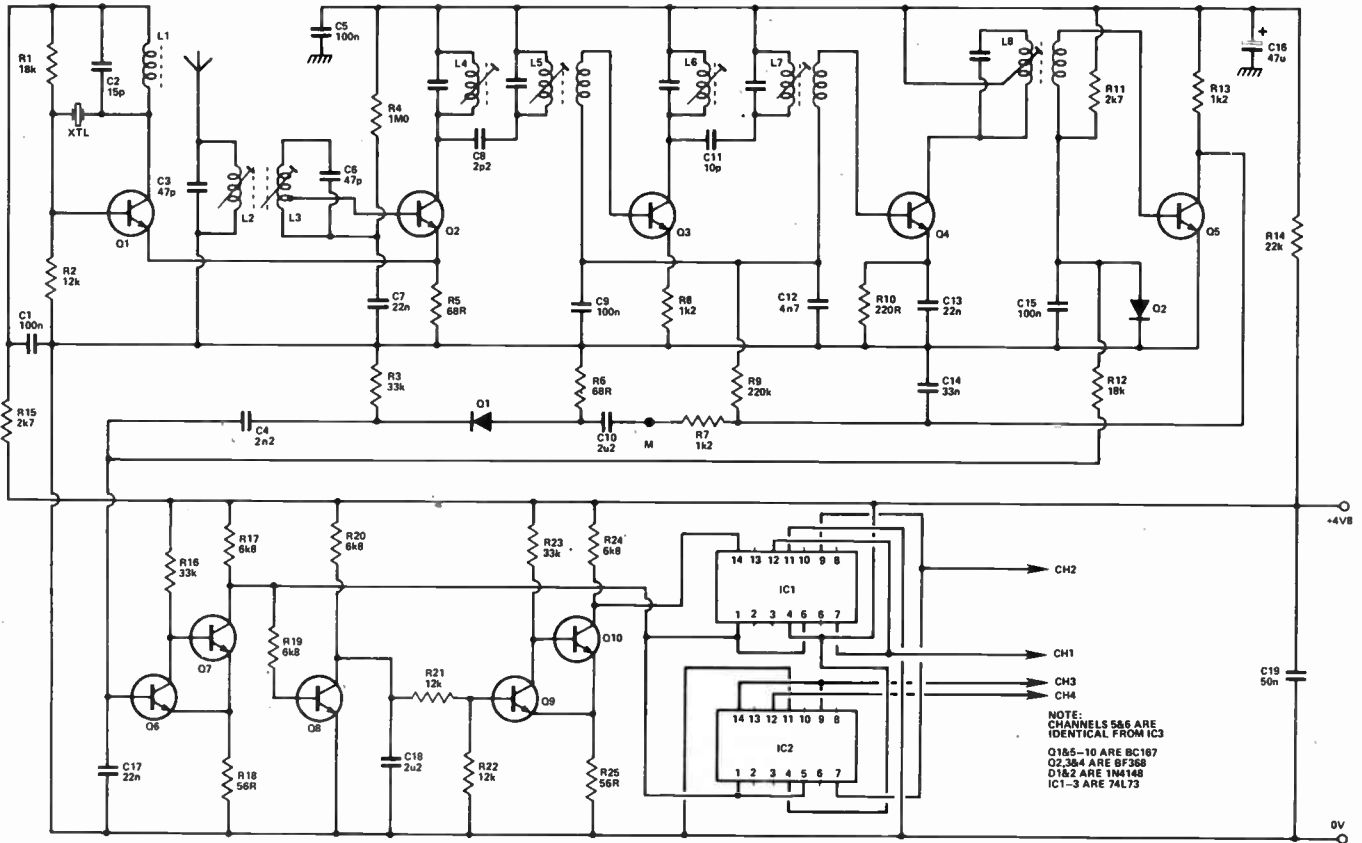 R1
18k
C2
15p
L1
XTL
C3
47p
L2
L3
C6
47p
Q1
R2
12k
C1
100n
R15
2k7
C5
100n
R4
1M0
L4
L5
C8
2p2
Q2
C7
22n
R5
68R
R3
33k
C4
2n2
Q1
C9
100n
R6
68R
C10
2u2
M
R7
1k2
L6
L7
C11
10p
Q3
R8
1k2
R9
220k
C12
4n7
Q4
R10
220R
C13
22n
C14
33n
L8
R11
2k7
C15
100n
Q2
R12
18k
Q5
R13
1k2
C16
+
47u
R14
22k
+4V8
R16
33k
R17
6k8
Q7
Q6
C17
22n
R18
56R
R19
6k8
R20
6k8
Q8
C18
2u2
R21
12k
R22
12k
R23
33k
R24
6k8
Q10
Q9
R25
56R
14 13 12 11 10 9 8
IC1
1 2 3 4 5 6 7
14 13 12 11 10 9 8
IC2
1 2 3 4 5 6 7
CH2
CH1
CH3
CH4
C19
50n
NOTE:
CHANNELS 5&6 ARE
IDENTICAL FROM IC3
Q1&5–10 ARE BC167
Q2,3&4 ARE BF368
D1&2 ARE 1N4148
IC1–3 ARE 74L73
0V